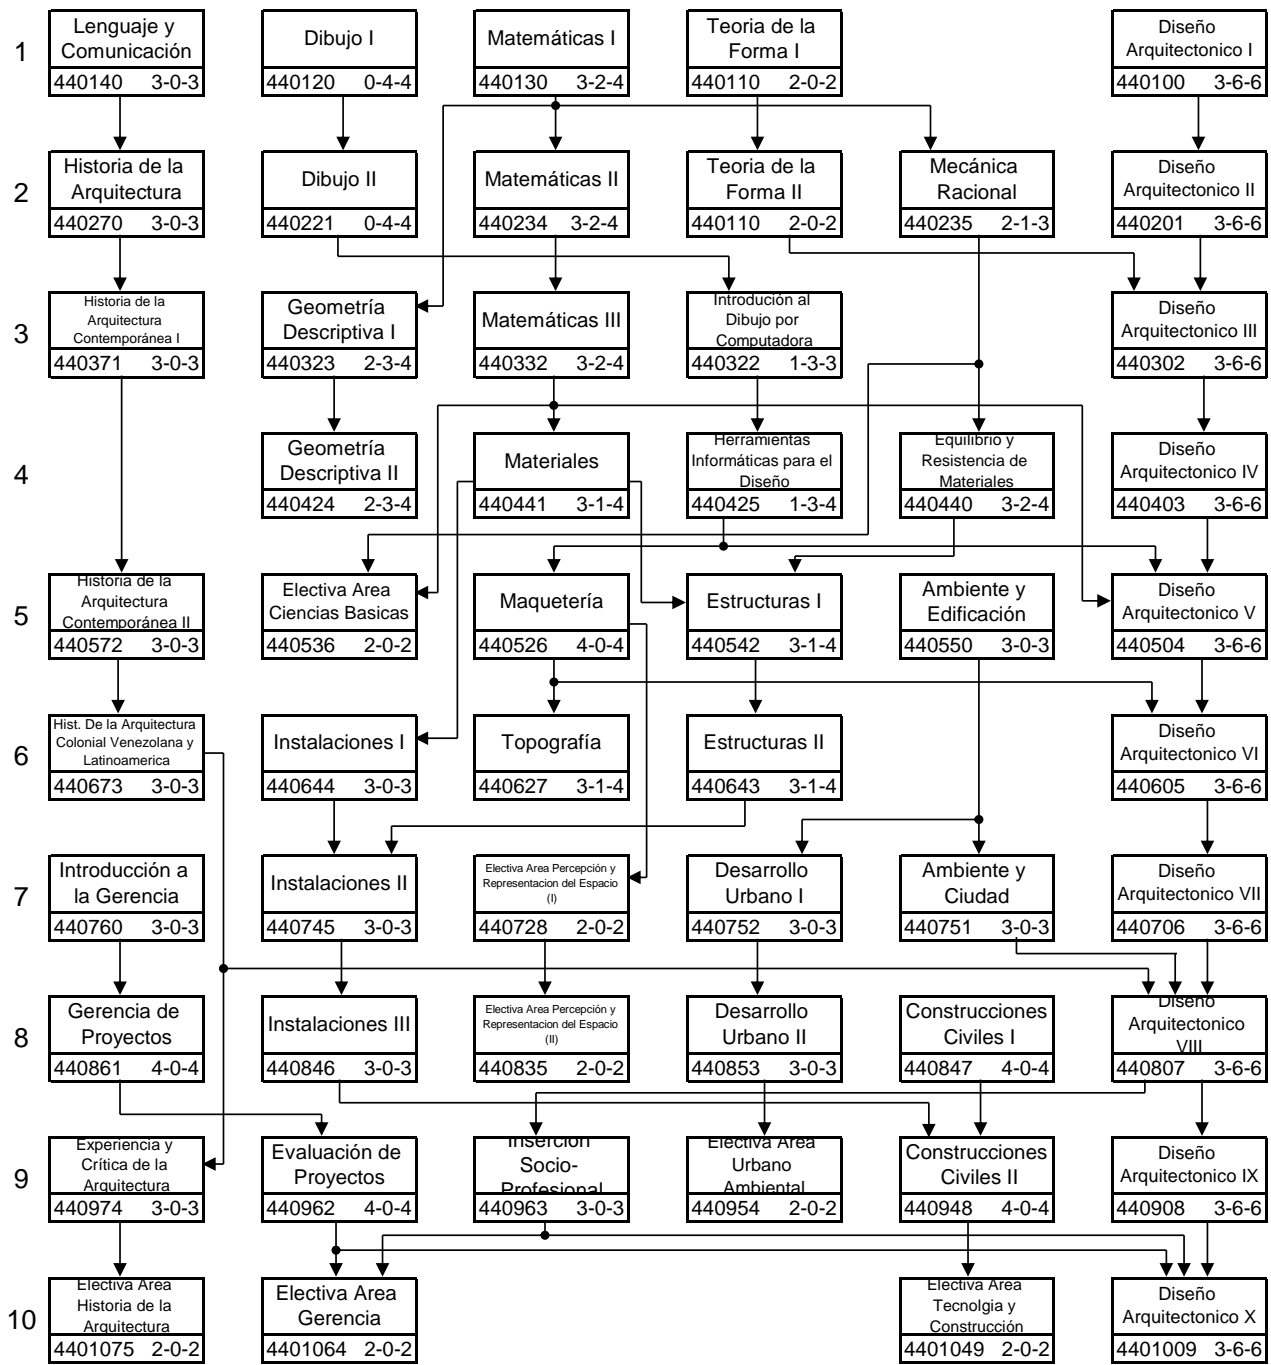 1
Lenguaje y
Comunicación
440140 3-0-3
Dibujo I
440120 0-4-4
Matemáticas I
440130 3-2-4
Teoria de la
Forma I
440110 2-0-2
Diseño
Arquitectonico I
440100 3-6-6
2
Historia de la
Arquitectura
440270 3-0-3
Dibujo II
440221 0-4-4
Matemáticas II
440234 3-2-4
Teoria de la
Forma II
440110 2-0-2
Mecánica
Racional
440235 2-1-3
Diseño
Arquitectonico II
440201 3-6-6
3
Historia de la
Arquitectura
Contemporánea I
440371 3-0-3
Geometría
Descriptiva I
440323 2-3-4
Matemáticas III
440332 3-2-4
Introdución al
Dibujo por
Computadora
440322 1-3-3
Diseño
Arquitectonico III
440302 3-6-6
4
Geometría
Descriptiva II
440424 2-3-4
Materiales
440441 3-1-4
Herramientas
Informáticas para el
Diseño
440425 1-3-4
Equilibrio y
Resistencia de
Materiales
440440 3-2-4
Diseño
Arquitectonico IV
440403 3-6-6
5
Historia de la
Arquitectura
Contemporánea II
440572 3-0-3
Electiva Area
Ciencias Basicas
440536 2-0-2
Maquetería
440526 4-0-4
Estructuras I
440542 3-1-4
Ambiente y
Edificación
440550 3-0-3
Diseño
Arquitectonico V
440504 3-6-6
6
Hist. De la Arquitectura
Colonial Venezolana y
Latinoamerica
440673 3-0-3
Instalaciones I
440644 3-0-3
Topografía
440627 3-1-4
Estructuras II
440643 3-1-4
Diseño
Arquitectonico VI
440605 3-6-6
7
Introducción a
la Gerencia
440760 3-0-3
Instalaciones II
440745 3-0-3
Electiva Area Percepción y
Representacion del Espacio
(I)
440728 2-0-2
Desarrollo
Urbano I
440752 3-0-3
Ambiente y
Ciudad
440751 3-0-3
Diseño
Arquitectonico VII
440706 3-6-6
8
Gerencia de
Proyectos
440861 4-0-4
Instalaciones III
440846 3-0-3
Electiva Area Percepción y
Representacion del Espacio
(II)
440835 2-0-2
Desarrollo
Urbano II
440853 3-0-3
Construcciones
Civiles I
440847 4-0-4
Diseño
Arquitectonico
VIII
440807 3-6-6
9
Experiencia y
Crítica de la
Arquitectura
440974 3-0-3
Evaluación de
Proyectos
440962 4-0-4
Inserción
Socio-
Profesional
440963 3-0-3
Electiva Area
Urbano
Ambiental
440954 2-0-2
Construcciones
Civiles II
440948 4-0-4
Diseño
Arquitectonico IX
440908 3-6-6
10
Electiva Area
Historia de la
Arquitectura
4401075 2-0-2
Electiva Area
Gerencia
4401064 2-0-2
Electiva Area
Tecnolgia y
Construcción
4401049 2-0-2
Diseño
Arquitectonico X
4401009 3-6-6